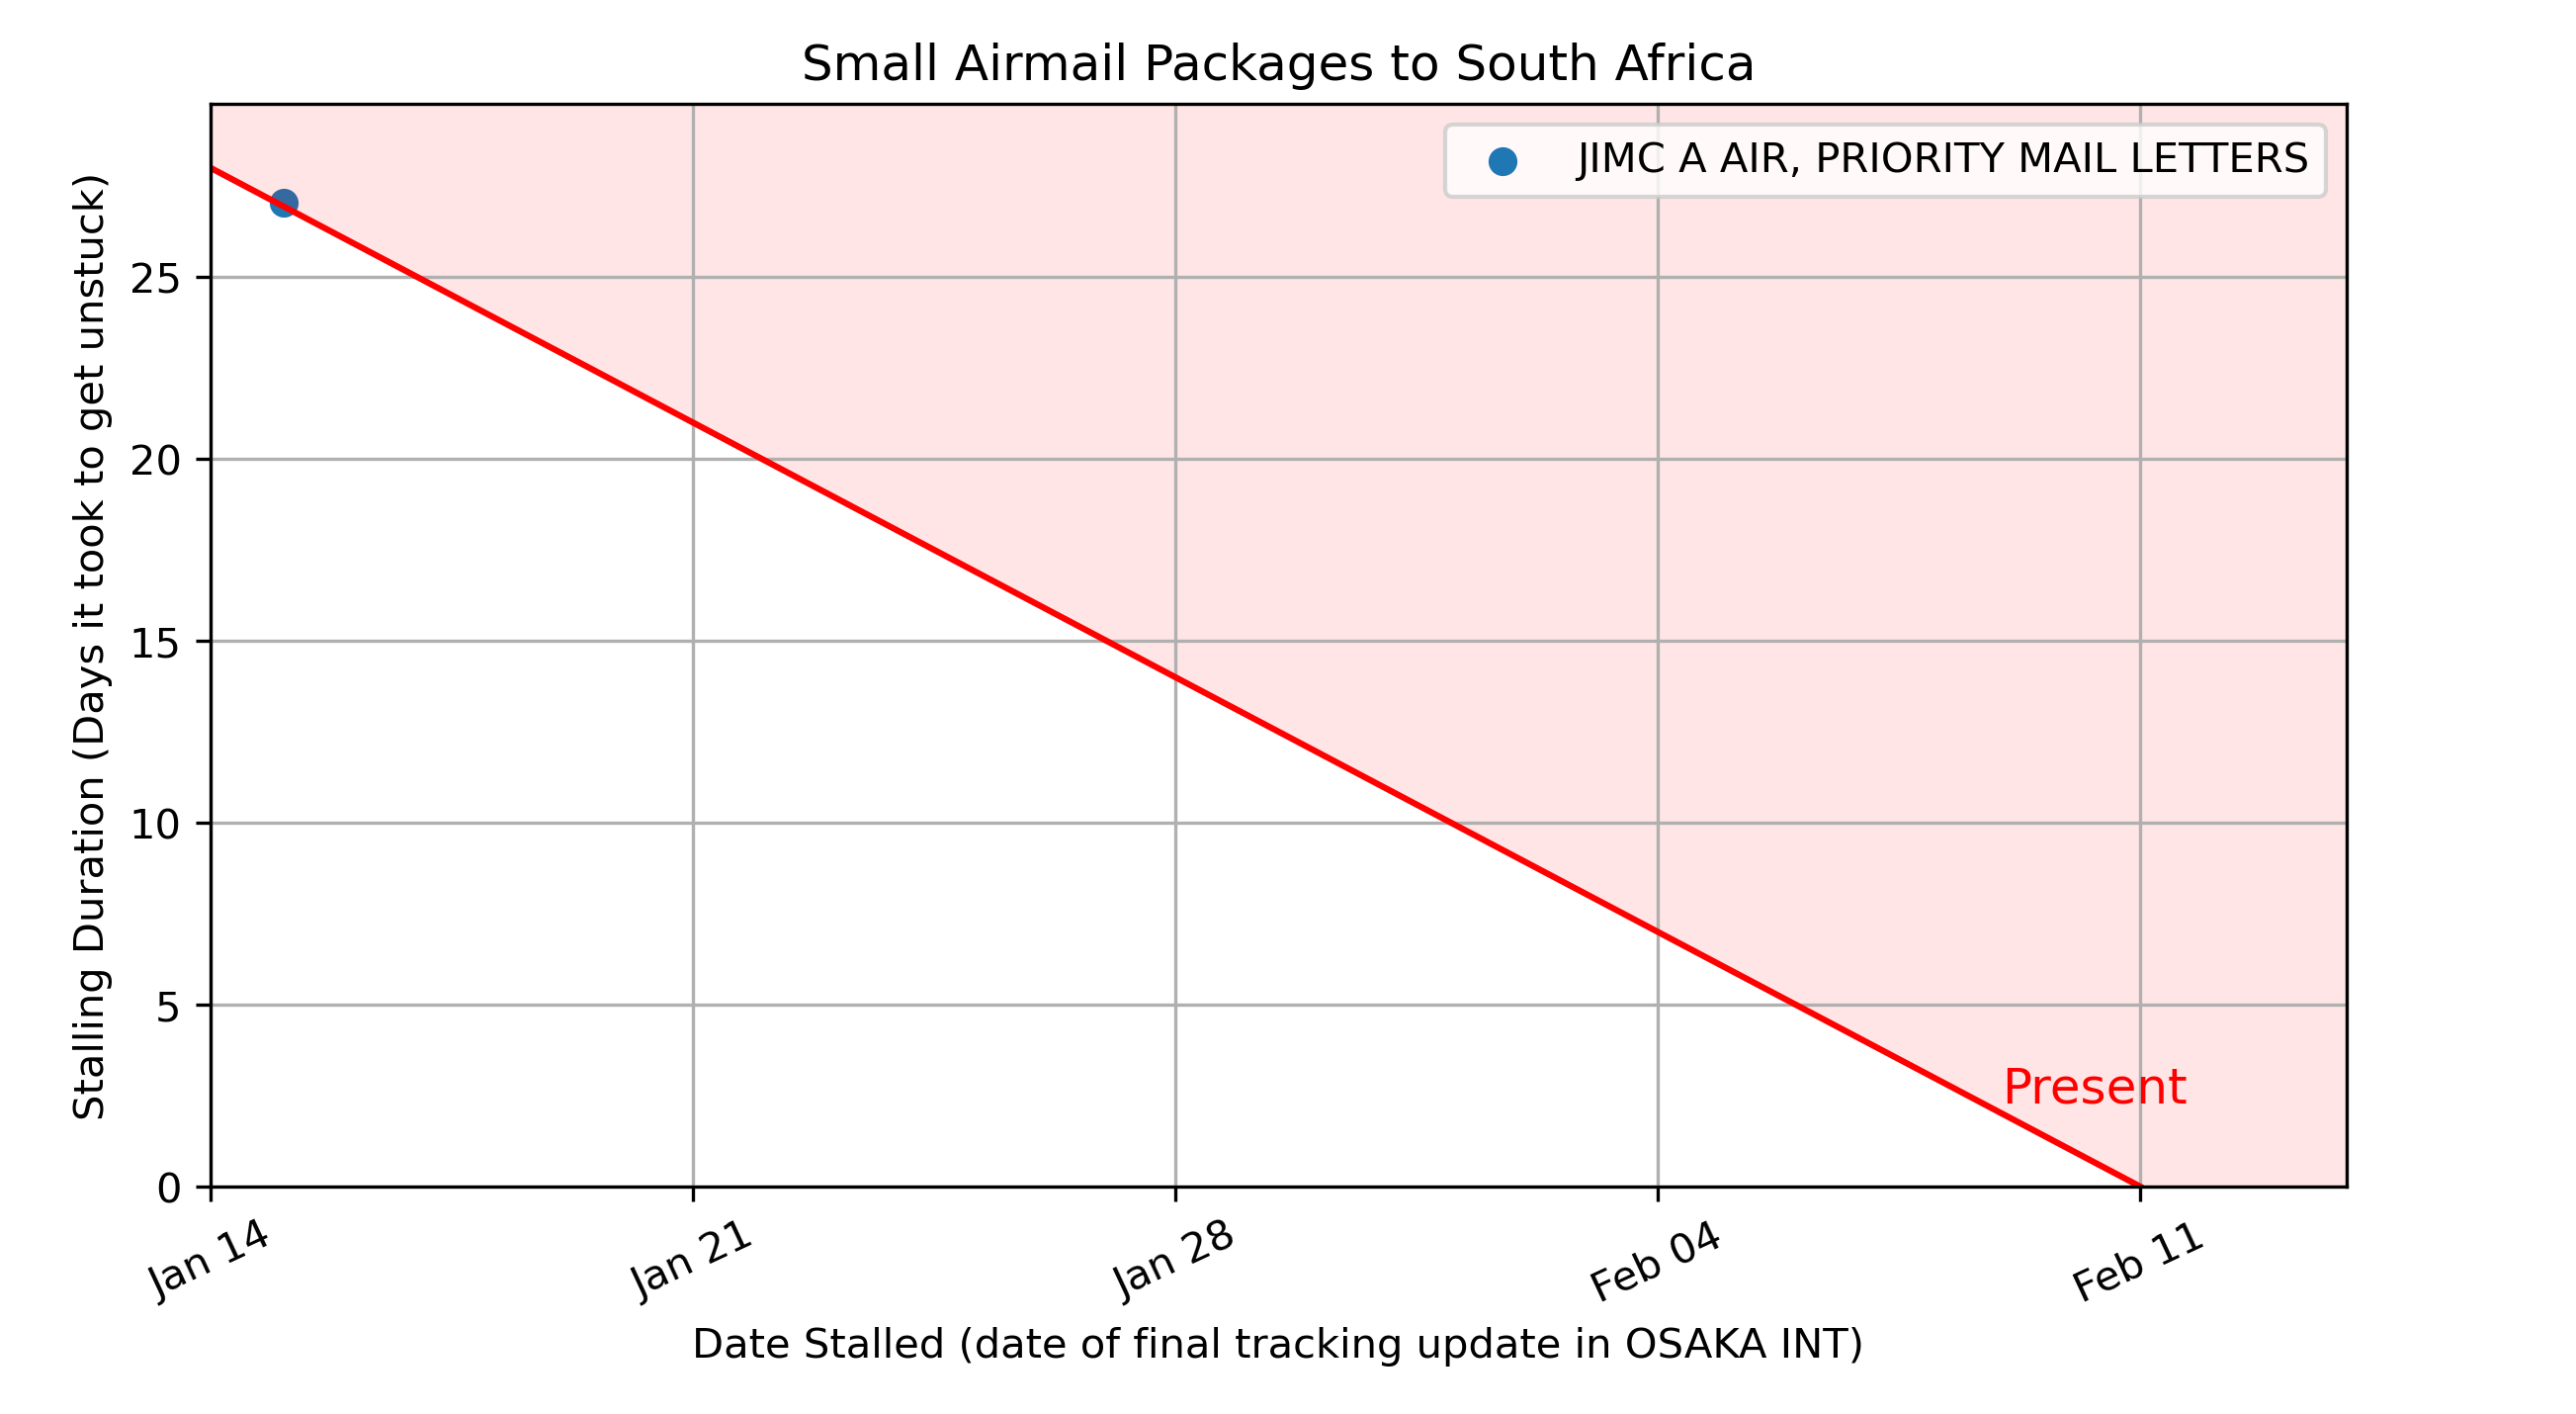 Small Airmail Packages to South Africa
JIMC A AIR, PRIORITY MAIL LETTERS
Stalling Duration (Days it took to get unstuck)
25
20
15
10
5
0
Present
Jan 14
Jan 21
Jan 28
Feb 04
Feb 11
Date Stalled (date of final tracking update in OSAKA INT)